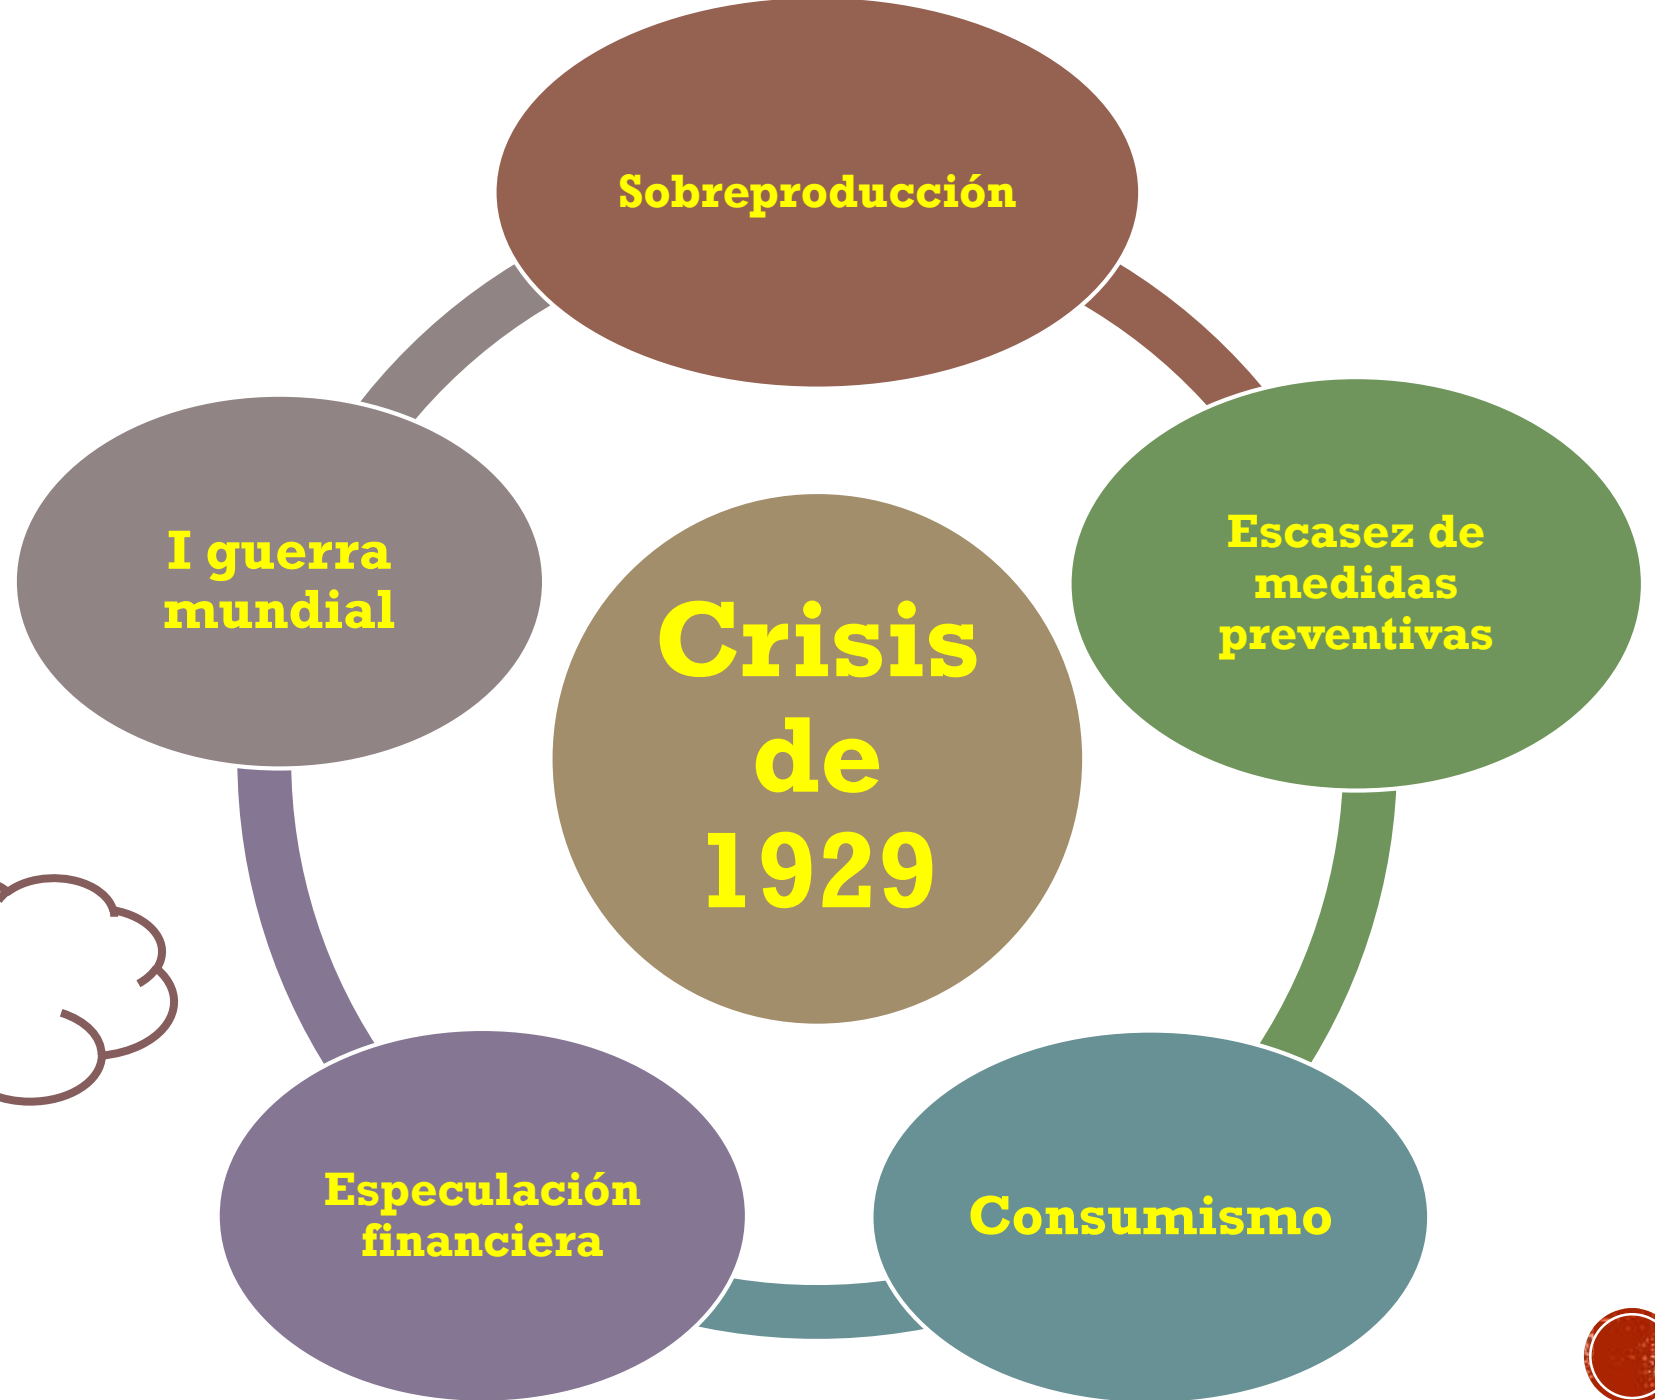 Sobreproducción
Escasez de
medidas
preventivas
Consumismo
Especulación
financiera
I guerra
mundial
Crisis
de
1929